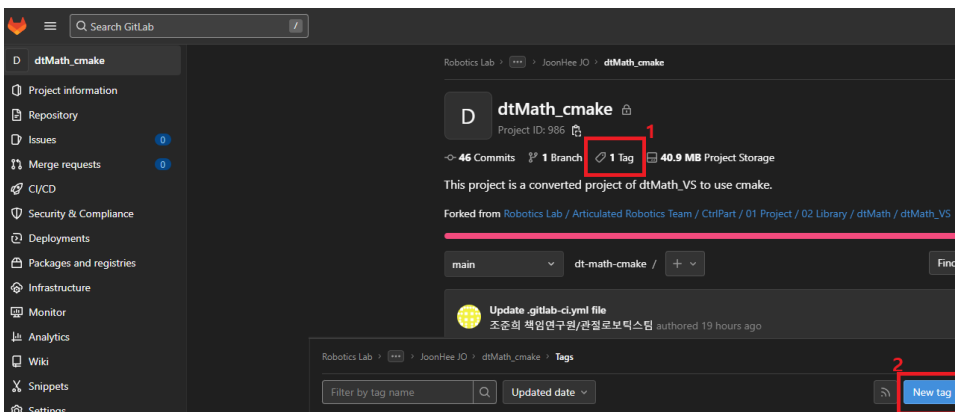 Search GitLab /
D dtMath_cmake
Robotics Lab > ··· > JoonHee JO > dtMath_cmake
Project information
Repository
Issues 0
Merge requests 0
CI/CD
Security & Compliance
Deployments
Packages and registries
Infrastructure
Monitor
Analytics
Wiki
Snippets
Settings
D dtMath_cmake
Project ID: 986
1
46 Commits 1 Branch 1 Tag 40.9 MB Project Storage
This project is a converted project of dtMath_VS to use cmake.
Forked from Robotics Lab / Articulated Robotics Team / CtrlPart / 01 Project / 02 Library / dtMath / dtMath_VS
main dt-math-cmake / + Find
Update .gitlab-ci.yml file
조준희 책임연구원/관절로보틱스팀 authored 19 hours ago
Robotics Lab > ··· > JoonHee JO > dtMath_cmake > Tags
2
Filter by tag name Updated date New tag